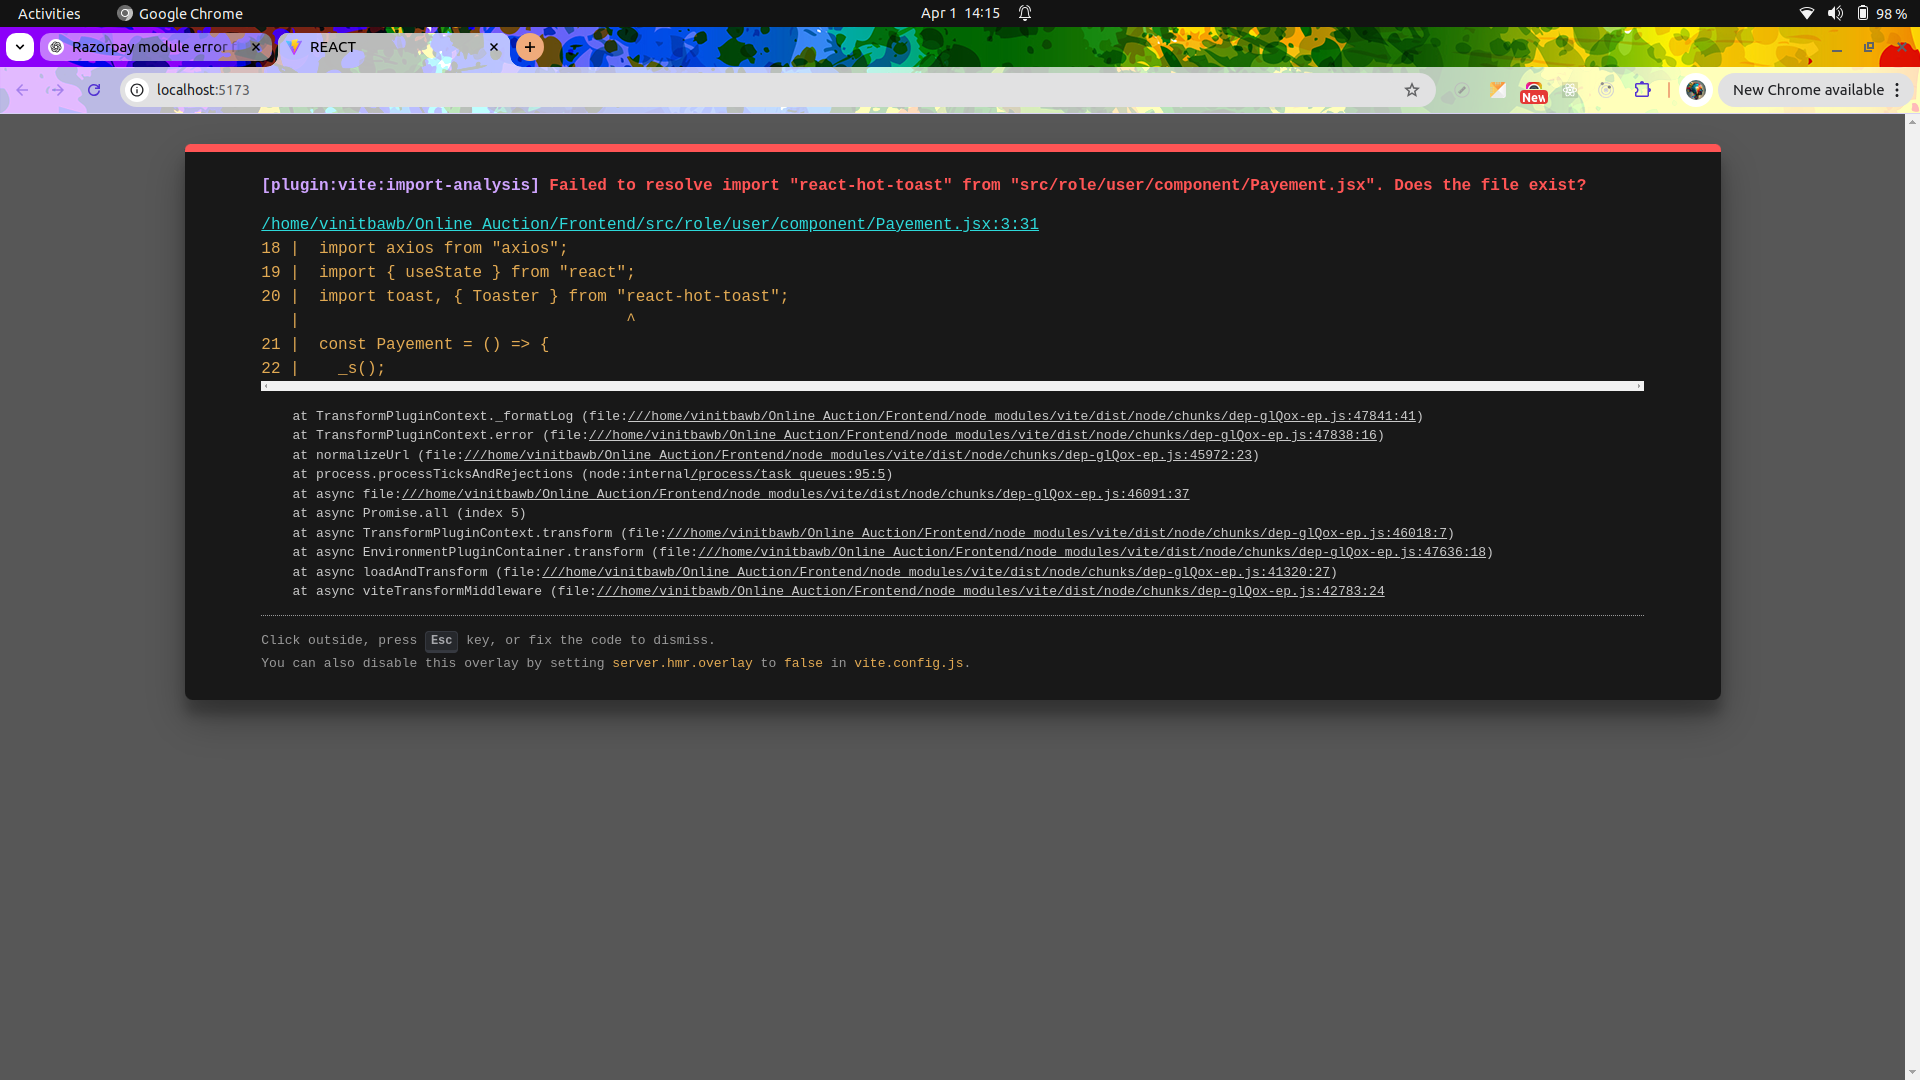 Activities
Google Chrome
Apr 1 14:15
98 %
Razorpay module error
REACT
localhost:5173
New
New Chrome available
[plugin:vite:import-analysis] Failed to resolve import "react-hot-toast" from "src/role/user/component/Payement.jsx". Does the file exist?
/home/vinitbawb/Online_Auction/Frontend/src/role/user/component/Payement.jsx:3:31
18 |  import axios from "axios";
19 |  import { useState } from "react";
20 |  import toast, { Toaster } from "react-hot-toast";
   |                                  ^
21 |  const Payement = () => {
22 |    _s();
at TransformPluginContext._formatLog (file:///home/vinitbawb/Online_Auction/Frontend/node_modules/vite/dist/node/chunks/dep-glQox-ep.js:47841:41)
at TransformPluginContext.error (file:///home/vinitbawb/Online_Auction/Frontend/node_modules/vite/dist/node/chunks/dep-glQox-ep.js:47838:16)
at normalizeUrl (file:///home/vinitbawb/Online_Auction/Frontend/node_modules/vite/dist/node/chunks/dep-glQox-ep.js:45972:23)
at process.processTicksAndRejections (node:internal/process/task_queues:95:5)
at async file:///home/vinitbawb/Online_Auction/Frontend/node_modules/vite/dist/node/chunks/dep-glQox-ep.js:46091:37
at async Promise.all (index 5)
at async TransformPluginContext.transform (file:///home/vinitbawb/Online_Auction/Frontend/node_modules/vite/dist/node/chunks/dep-glQox-ep.js:46018:7)
at async EnvironmentPluginContainer.transform (file:///home/vinitbawb/Online_Auction/Frontend/node_modules/vite/dist/node/chunks/dep-glQox-ep.js:47636:18)
at async loadAndTransform (file:///home/vinitbawb/Online_Auction/Frontend/node_modules/vite/dist/node/chunks/dep-glQox-ep.js:41320:27)
at async viteTransformMiddleware (file:///home/vinitbawb/Online_Auction/Frontend/node_modules/vite/dist/node/chunks/dep-glQox-ep.js:42783:24
Click outside, press Esc key, or fix the code to dismiss.
You can also disable this overlay by setting server.hmr.overlay to false in vite.config.js.